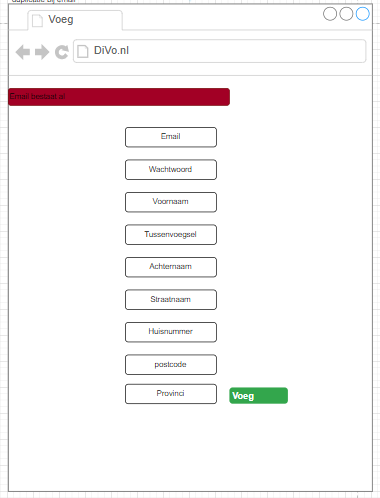 duplicatie bij email
Voeg
DiVo.nl
Email bestaat al
Email
Wachtwoord
Voornaam
Tussenvoegsel
Achternaam
Straatnaam
Huisnummer
postcode
Provinci
Voeg